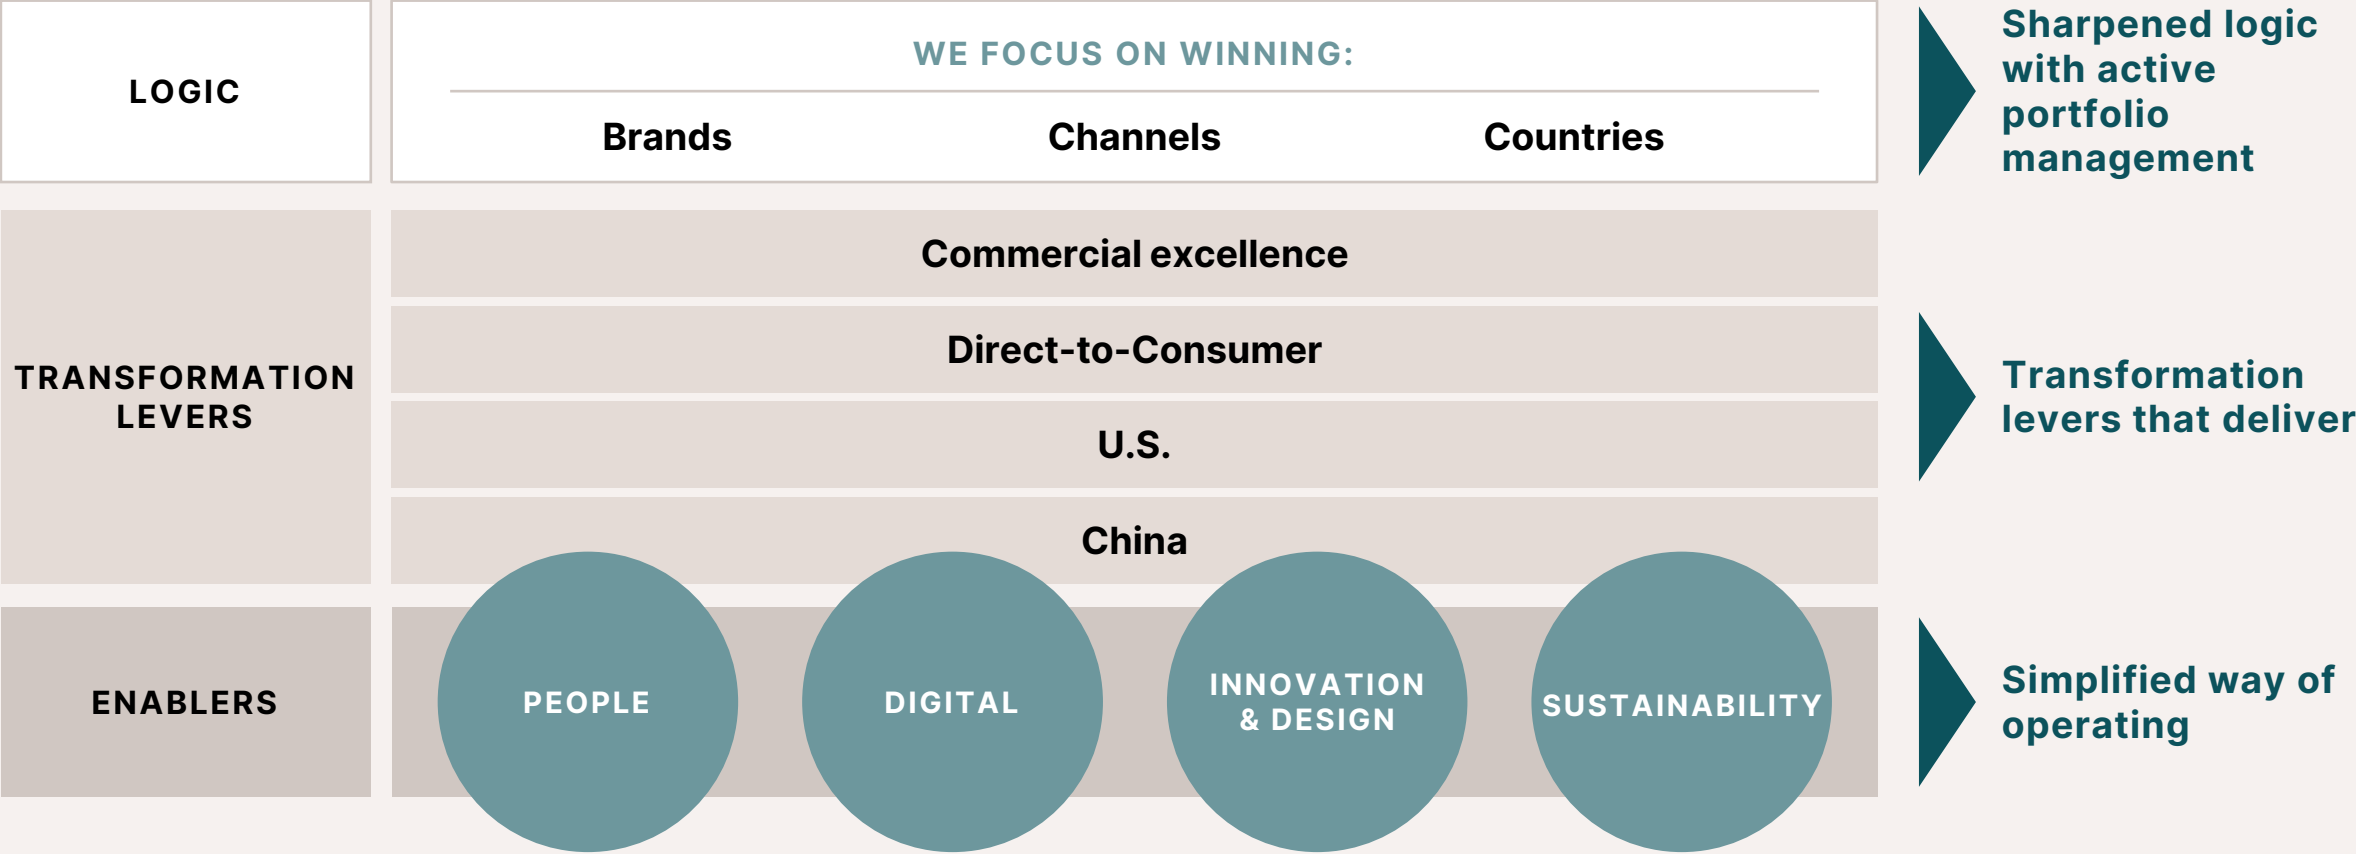 LOGIC
WE FOCUS ON WINNING:
Brands
Channels
Countries
Sharpened logic
with active
portfolio
management
TRANSFORMATION
LEVERS
Commercial excellence
Direct-to-Consumer
U.S.
China
Transformation
levers that deliver
ENABLERS
PEOPLE
DIGITAL
INNOVATION
& DESIGN
SUSTAINABILITY
Simplified way of
operating